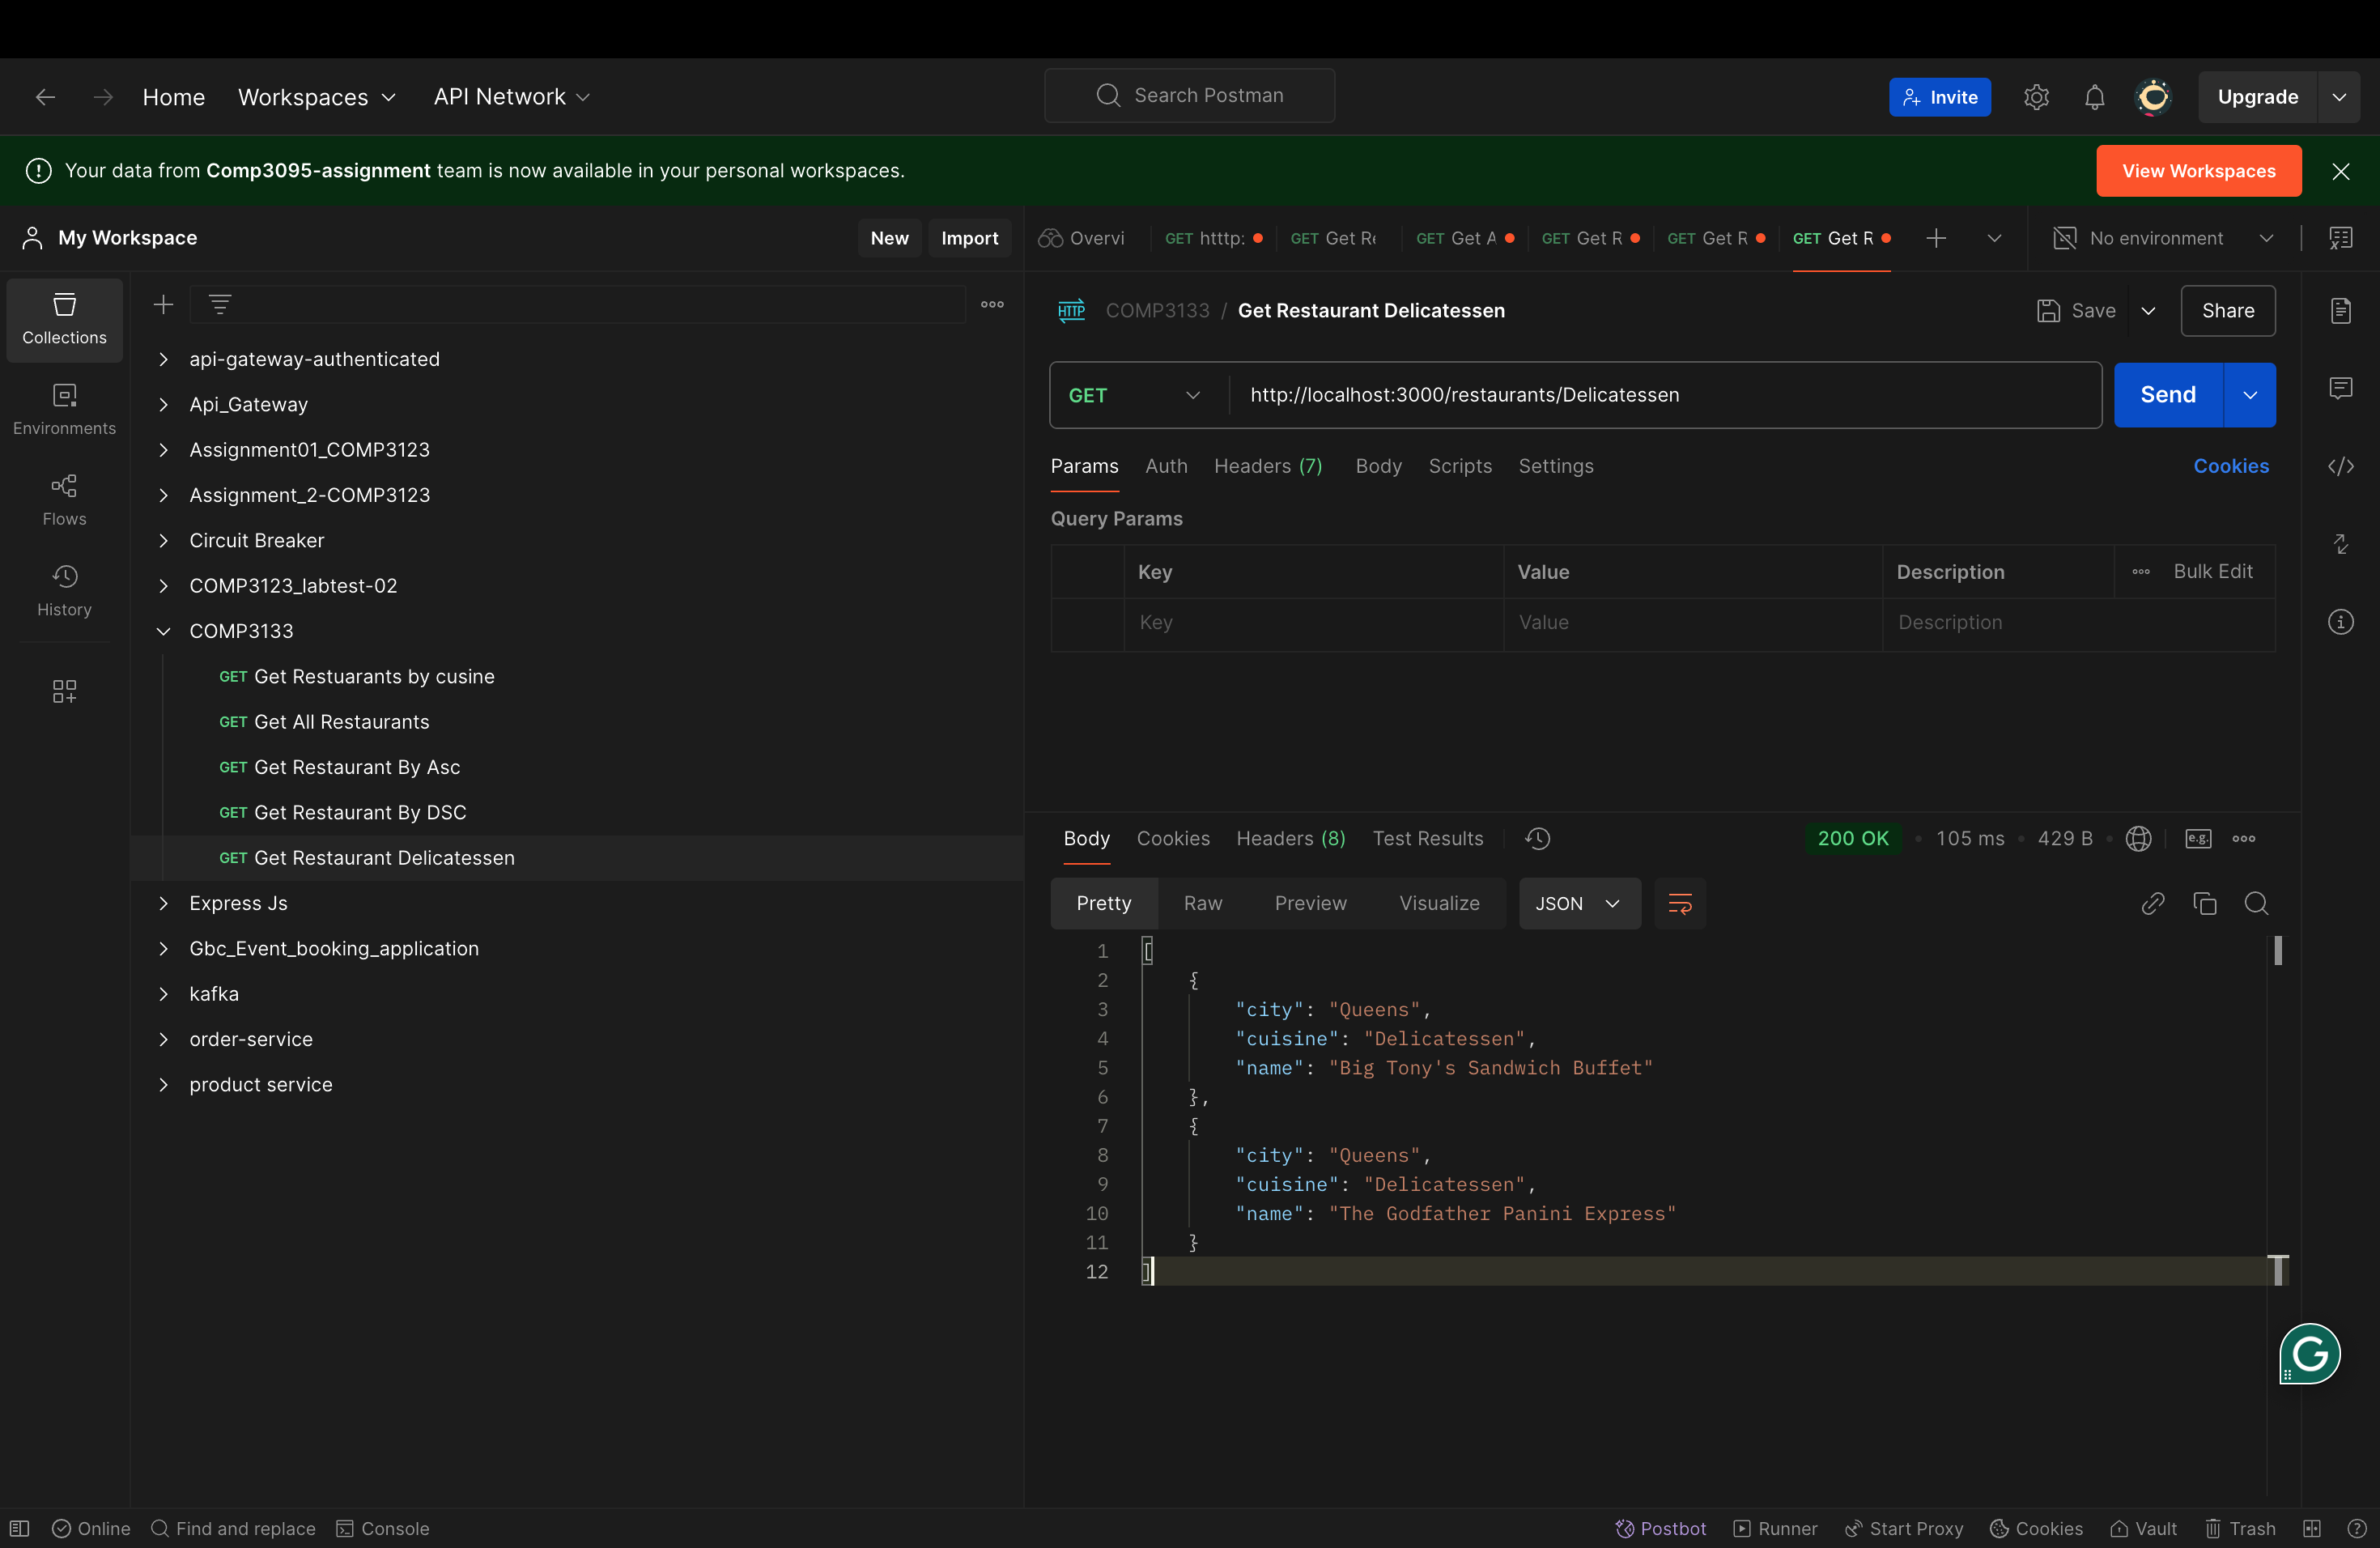 Home Workspaces API Network Search Postman Invite Upgrade
Your data from Comp3095-assignment team is now available in your personal workspaces. View Workspaces
My Workspace New Import
Overvi GET htttp: GET Get Re GET Get A GET Get R GET Get R GET Get R No environment
Collections
Environments
Flows
History
api-gateway-authenticated
Api_Gateway
Assignment01_COMP3123
Assignment_2-COMP3123
Circuit Breaker
COMP3123_labtest-02
COMP3133
GET Get Restuarants by cusine
GET Get All Restaurants
GET Get Restaurant By Asc
GET Get Restaurant By DSC
GET Get Restaurant Delicatessen
Express Js
Gbc_Event_booking_application
kafka
order-service
product service
HTTP COMP3133 / Get Restaurant Delicatessen Save Share
GET http://localhost:3000/restaurants/Delicatessen Send
Params Auth Headers (7) Body Scripts Settings Cookies
Query Params
Key Value Description Bulk Edit
Key Value Description
Body Cookies Headers (8) Test Results 200 OK • 105 ms • 429 B • e.g.
Pretty Raw Preview Visualize JSON
1 [
2 {
3 "city": "Queens",
4 "cuisine": "Delicatessen",
5 "name": "Big Tony's Sandwich Buffet"
6 },
7 {
8 "city": "Queens",
9 "cuisine": "Delicatessen",
10 "name": "The Godfather Panini Express"
11 }
12 ]
Online Find and replace Console Postbot Runner Start Proxy Cookies Vault Trash